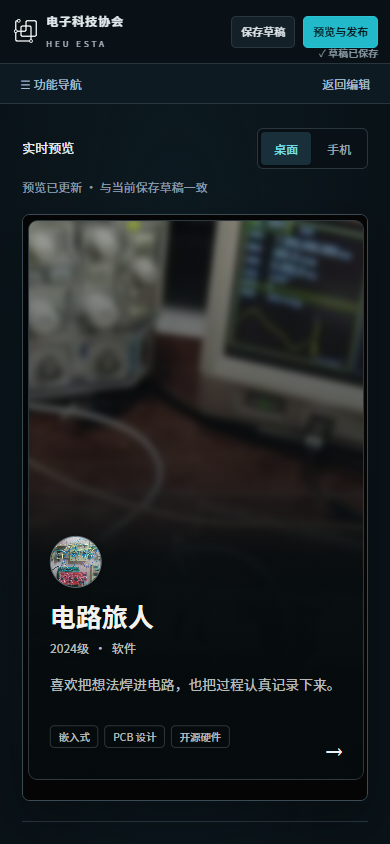 电子科技协会
HEU ESTA
保存草稿
预览与发布
✓ 草稿已保存
☰ 功能导航
返回编辑
实时预览
桌面
手机
预览已更新 · 与当前保存草稿一致
电路旅人
2024级 · 软件
喜欢把想法焊进电路，也把过程认真记录下来。
嵌入式
PCB 设计
开源硬件
→